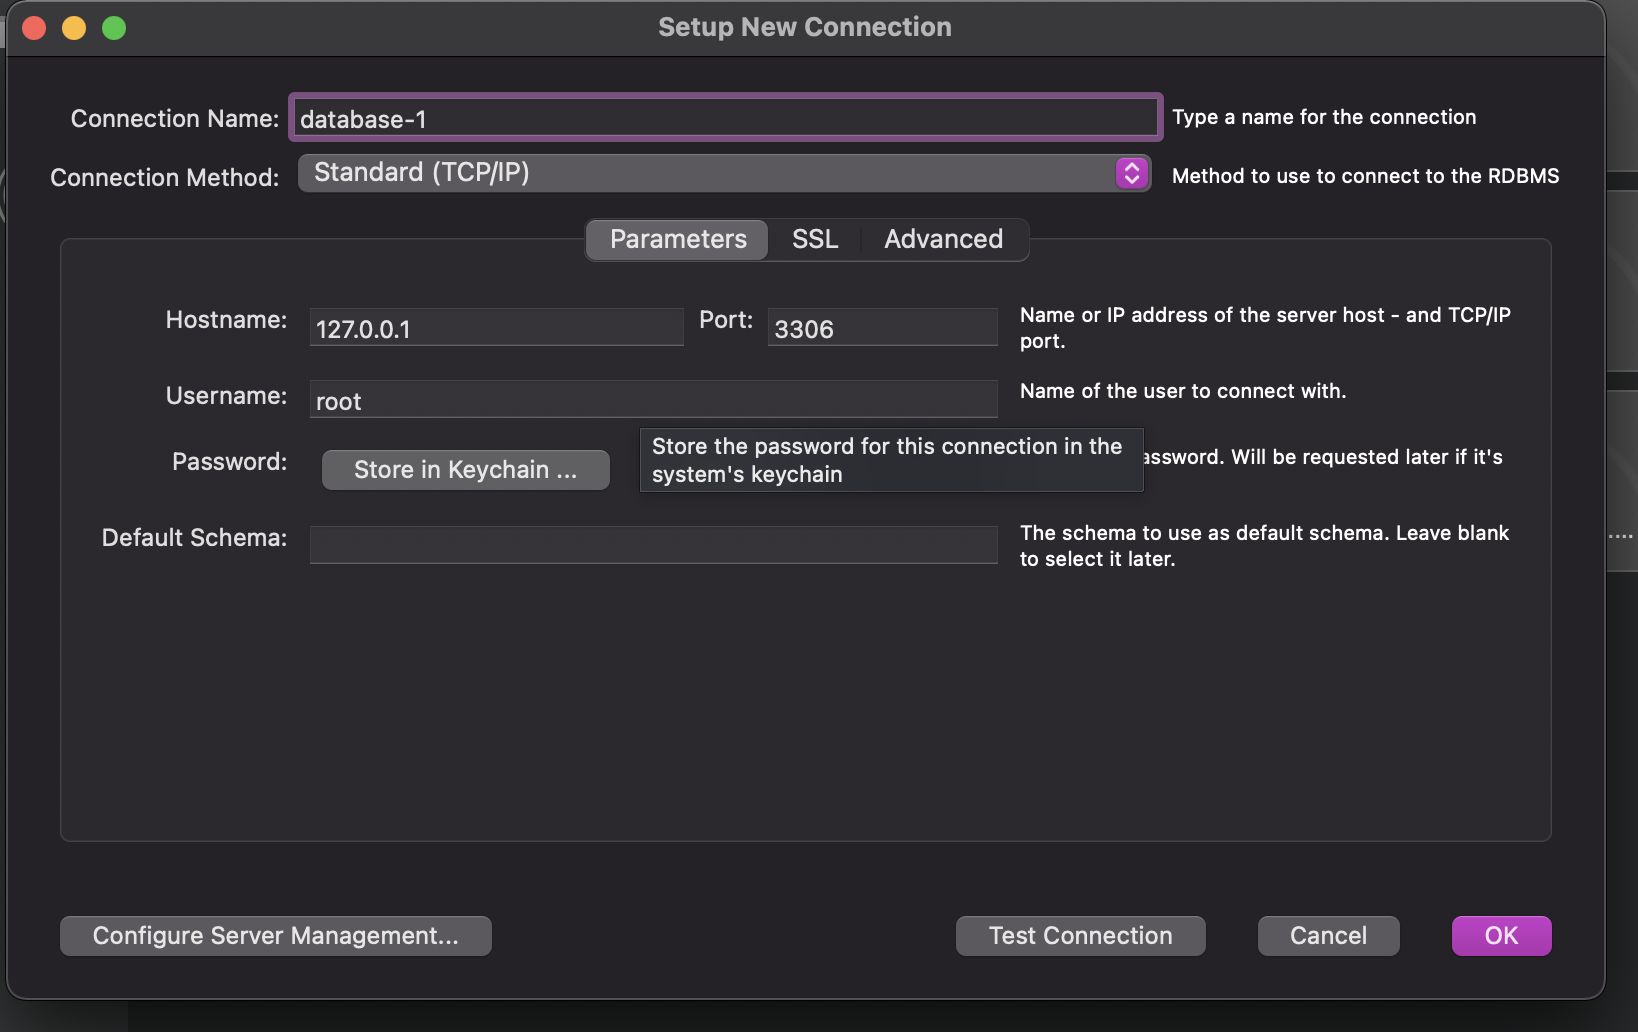 Setup New Connection
Connection Name:
database-1
Type a name for the connection
Connection Method:
Standard (TCP/IP)
Method to use to connect to the RDBMS
Parameters
SSL
Advanced
Hostname:
127.0.0.1
Port:
3306
Name or IP address of the server host - and TCP/IP
port.
Username:
root
Name of the user to connect with.
Password:
Store in Keychain ...
Store the password for this connection in the
system's keychain
Will be requested later if it's
Default Schema:
The schema to use as default schema. Leave blank
to select it later.
Configure Server Management...
Test Connection
Cancel
OK